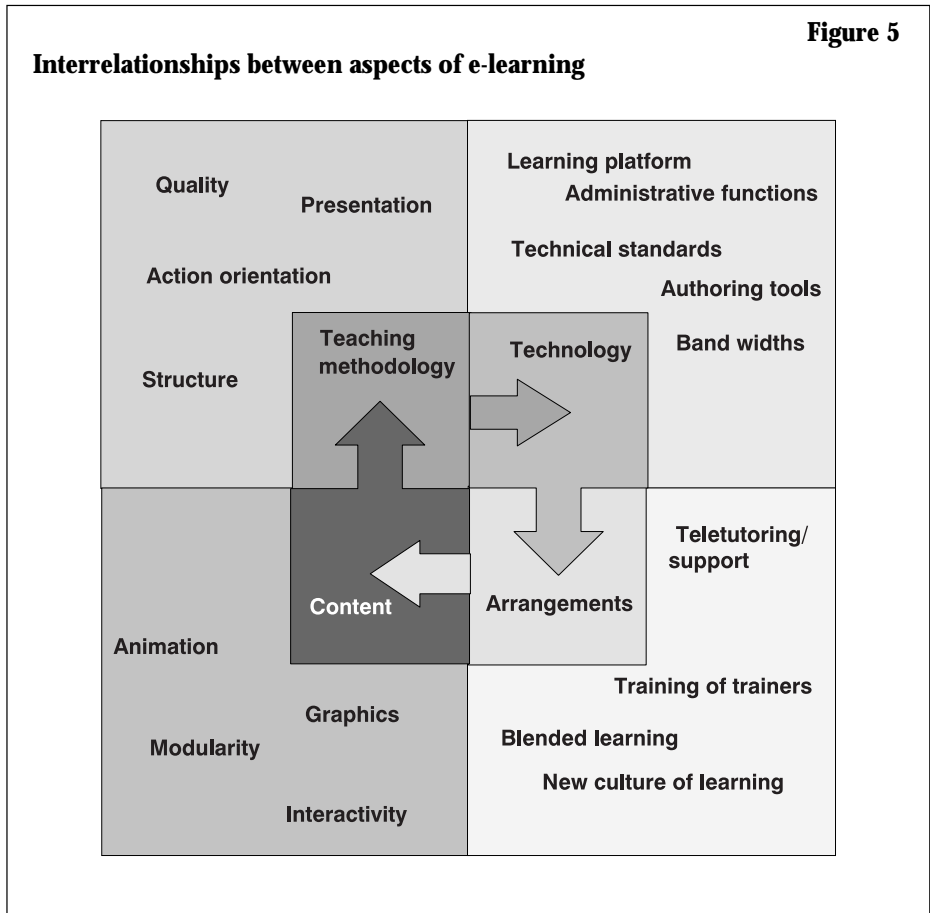 Figure 5
Interrelationships between aspects of e-learning
Quality
Presentation
Action orientation
Structure
Teaching
methodology
Learning platform
Administrative functions
Technical standards
Authoring tools
Band widths
Technology
Content
Animation
Graphics
Modularity
Interactivity
Arrangements
Teletutoring/
support
Training of trainers
Blended learning
New culture of learning